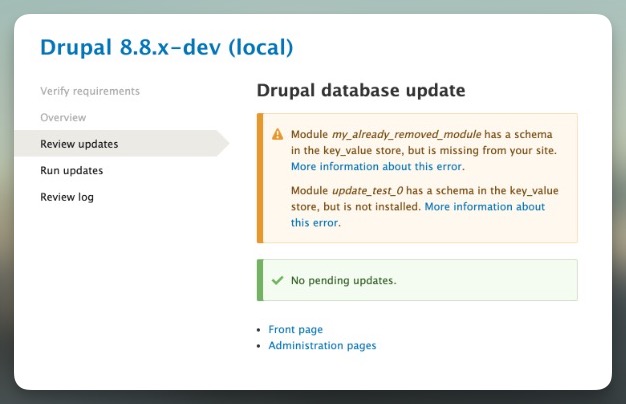 Drupal 8.8.x-dev (local)
Verify requirements
Overview
Review updates
Run updates
Review log
Drupal database update
Module my_already_removed_module has a schema
in the key_value store, but is missing from your site.
More information about this error.
Module update_test_0 has a schema in the key_value
store, but is not installed. More information about
this error.
No pending updates.
Front page
Administration pages